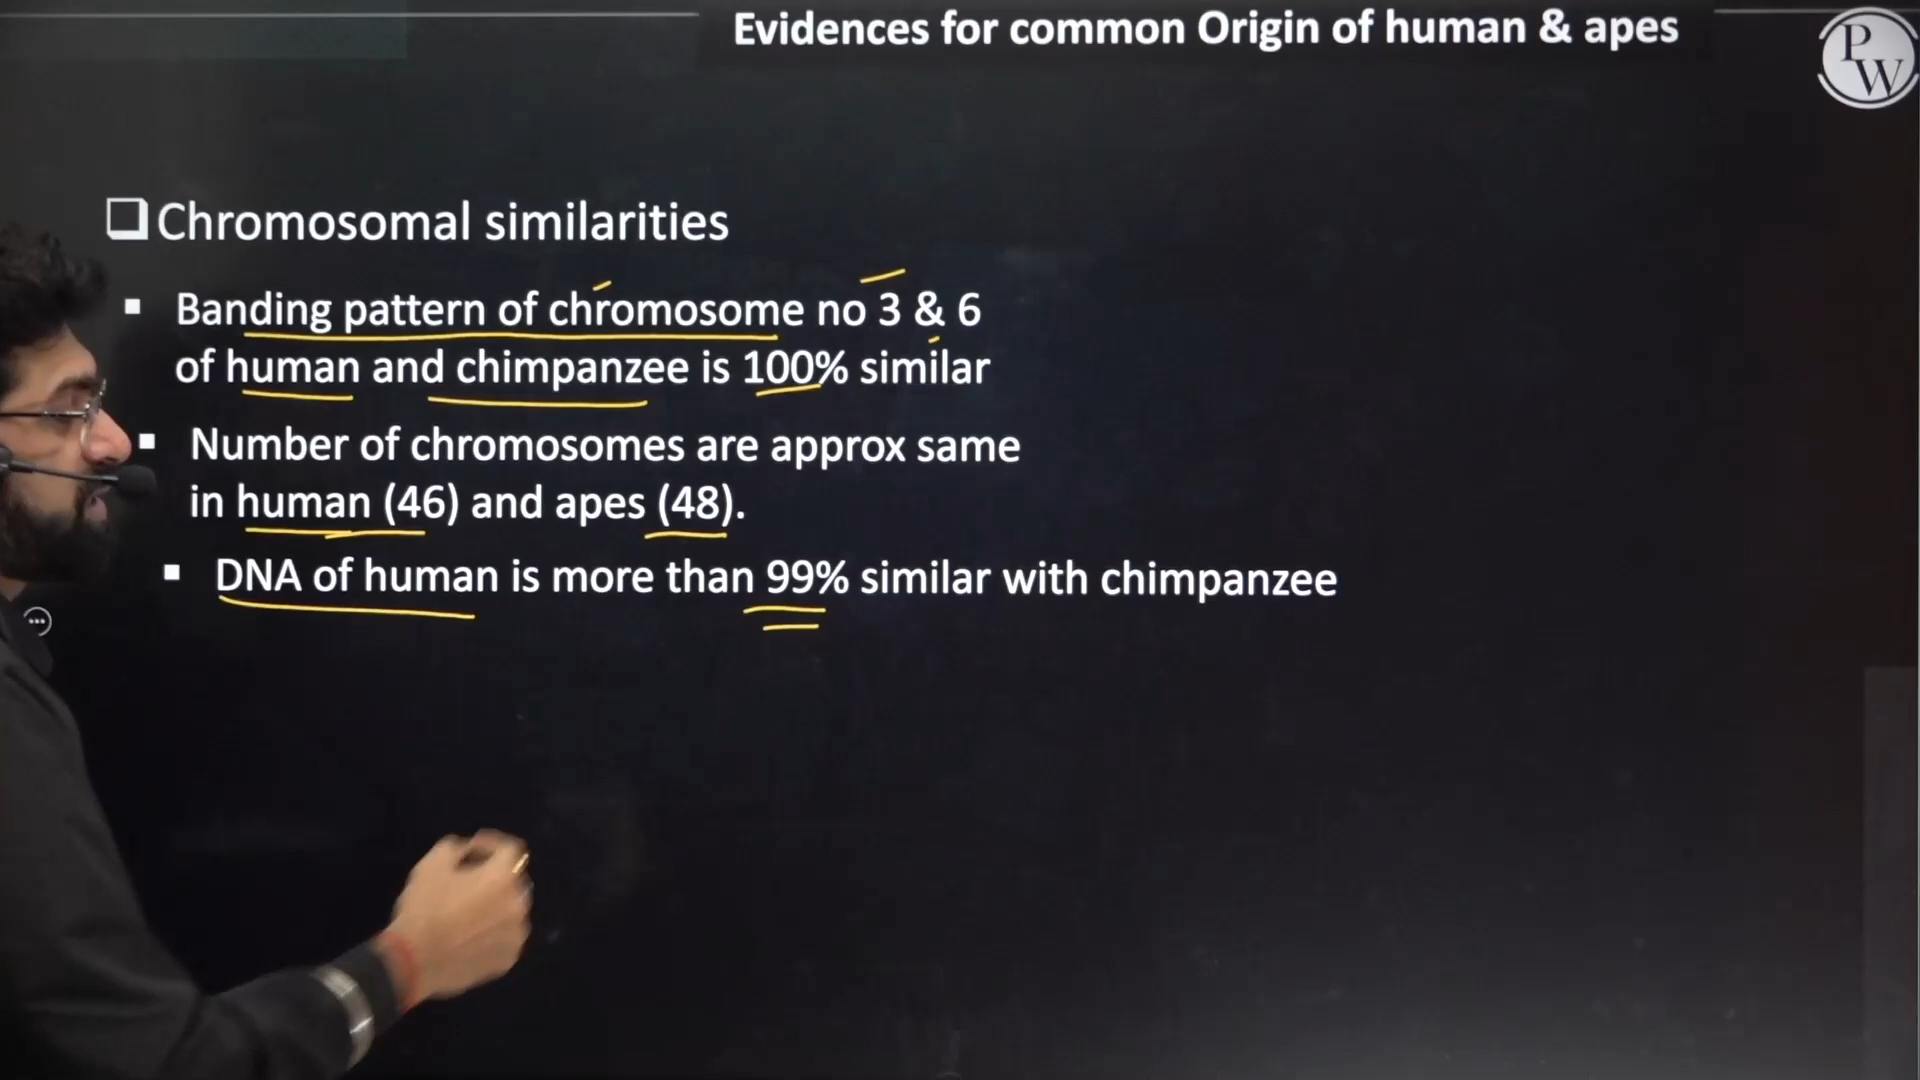 Evidences for common Origin of human & apes
PW
❑ Chromosomal similarities
▪ Banding pattern of chromosome no 3 & 6
of human and chimpanzee is 100% similar
▪ Number of chromosomes are approx same
in human (46) and apes (48).
▪ DNA of human is more than 99% similar with chimpanzee